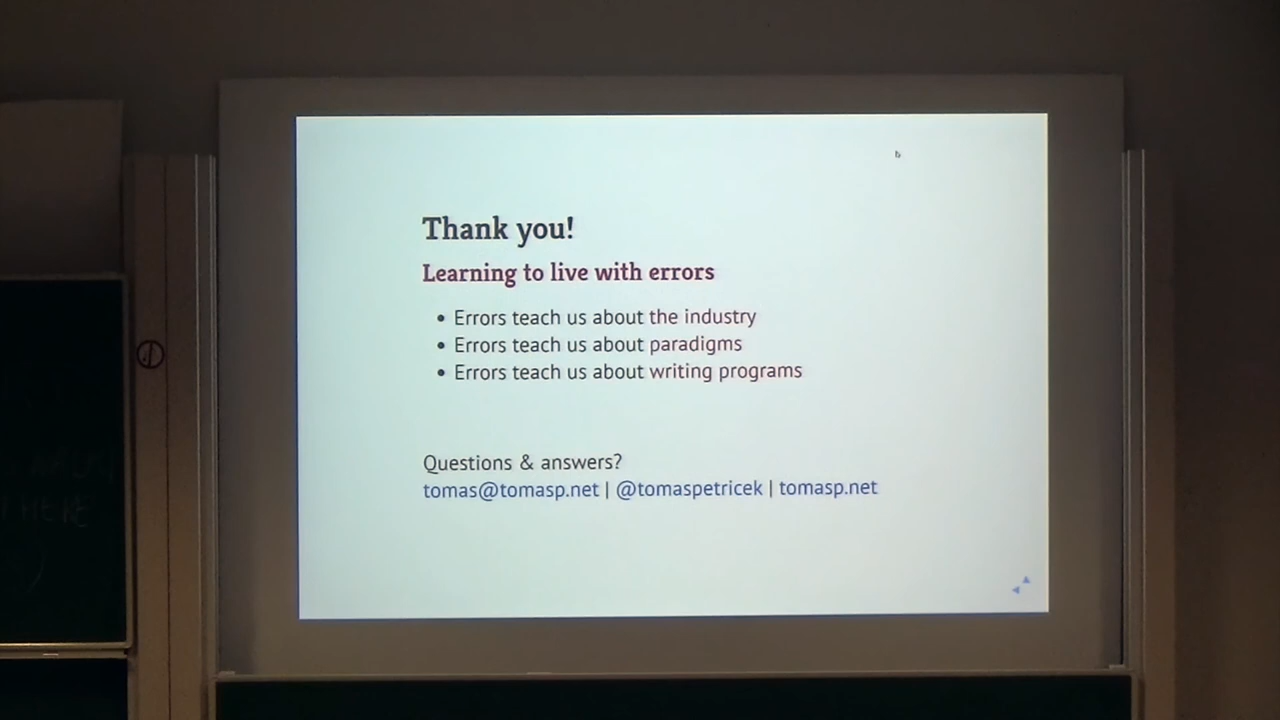 Thank you!
Learning to live with errors
• Errors teach us about the industry
• Errors teach us about paradigms
• Errors teach us about writing programs
Questions & answers?
tomas@tomasp.net | @tomaspetricek | tomasp.net
HERE